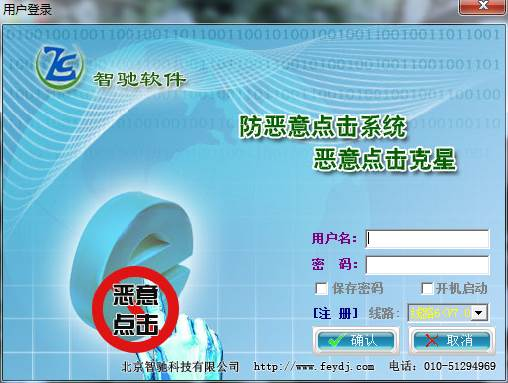 用户登录
智驰软件
防恶意点击系统
恶意点击克星
用户名:
密 码:
保存密码 开机启动
[注 册] 线路:
确认 取消
恶意
点击
北京智驰科技有限公司 http://www.feydj.com 电话: 010-51294969